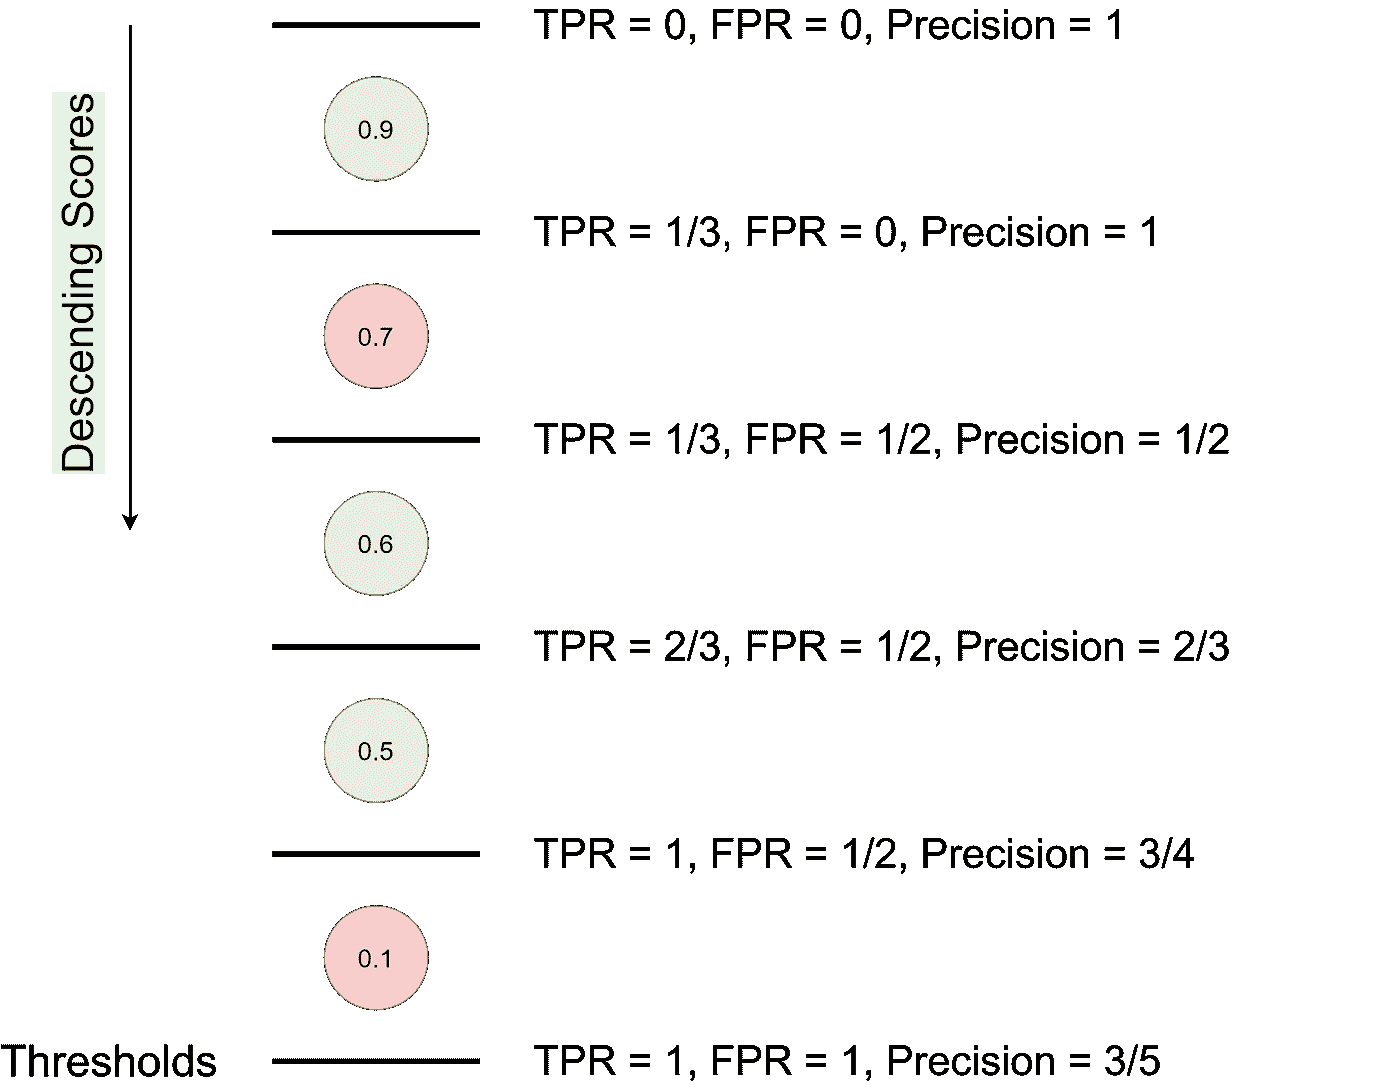 TPR = 0, FPR = 0, Precision = 1
Descending Scores
0.9
TPR = 1/3, FPR = 0, Precision = 1
0.7
TPR = 1/3, FPR = 1/2, Precision = 1/2
0.6
TPR = 2/3, FPR = 1/2, Precision = 2/3
0.5
TPR = 1, FPR = 1/2, Precision = 3/4
0.1
Thresholds
TPR = 1, FPR = 1, Precision = 3/5